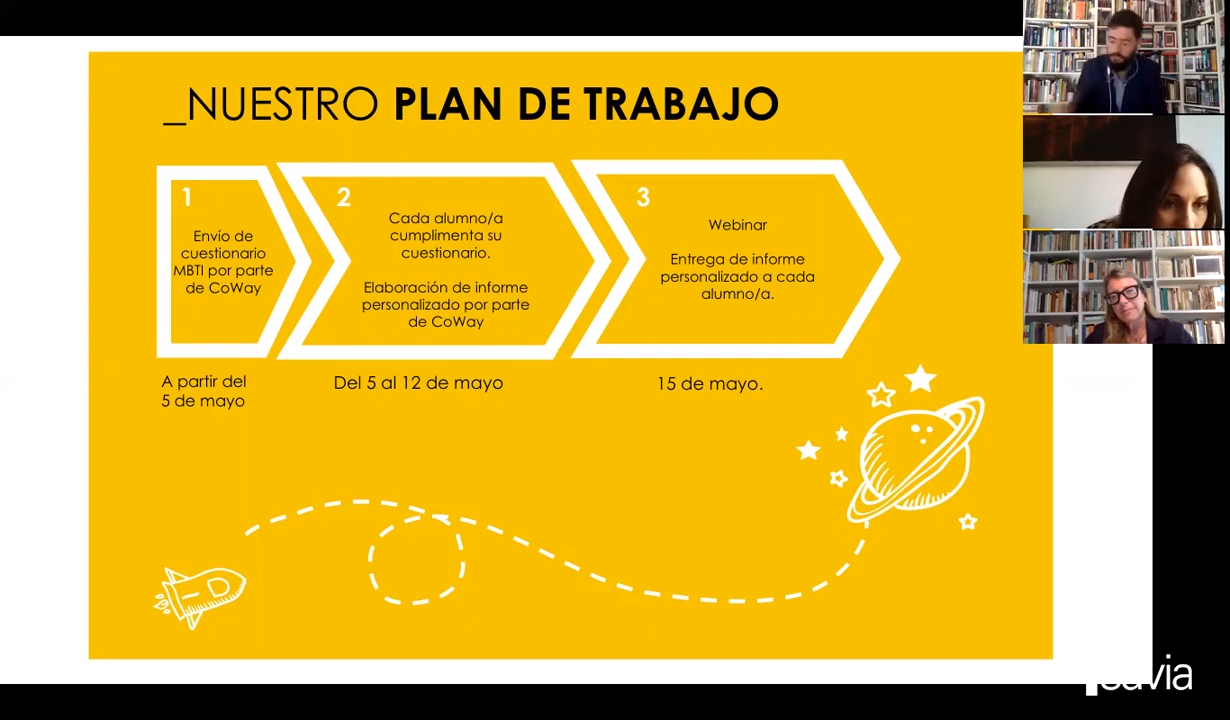 _NUESTRO PLAN DE TRABAJO
1
Envío de
cuestionario
MBTI por parte
de CoWay
2
Cada alumno/a
cumplimenta su
cuestionario.
Elaboración de informe
personalizado por parte
de CoWay
3
Webinar
Entrega de informe
personalizado a cada
alumno/a.
A partir del
5 de mayo
Del 5 al 12 de mayo
15 de mayo.